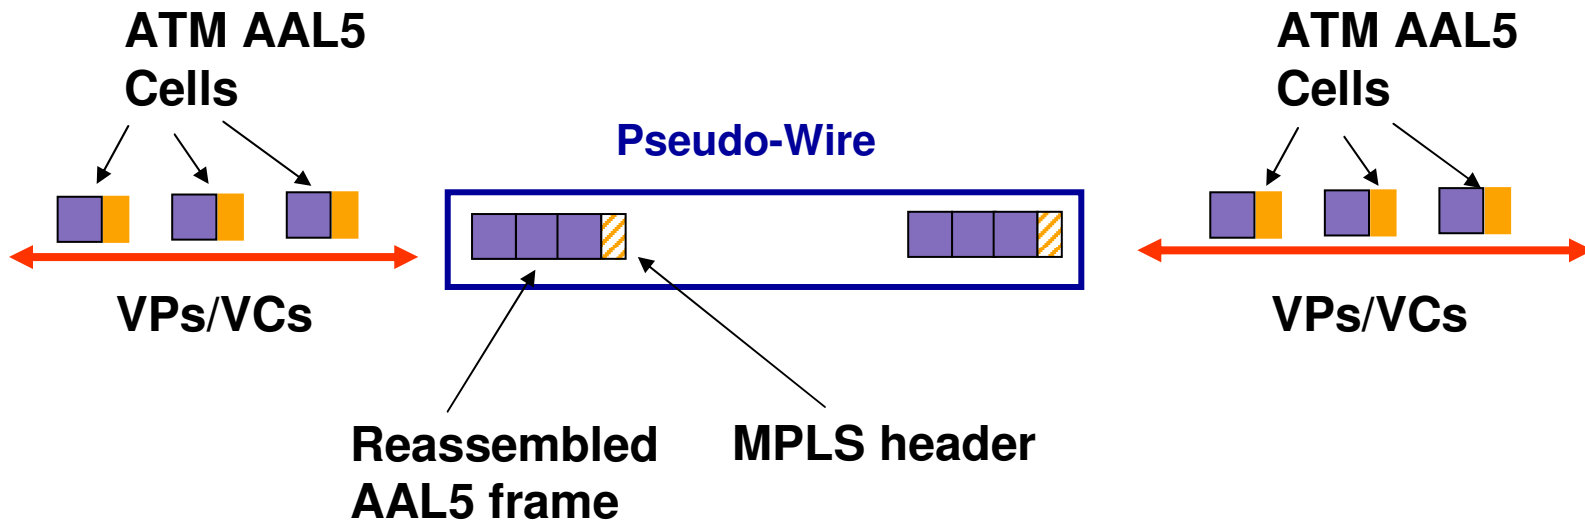 ATM AAL5
Cells
ATM AAL5
Cells
Pseudo-Wire
VPs/VCs
VPs/VCs
Reassembled
AAL5 frame
MPLS header